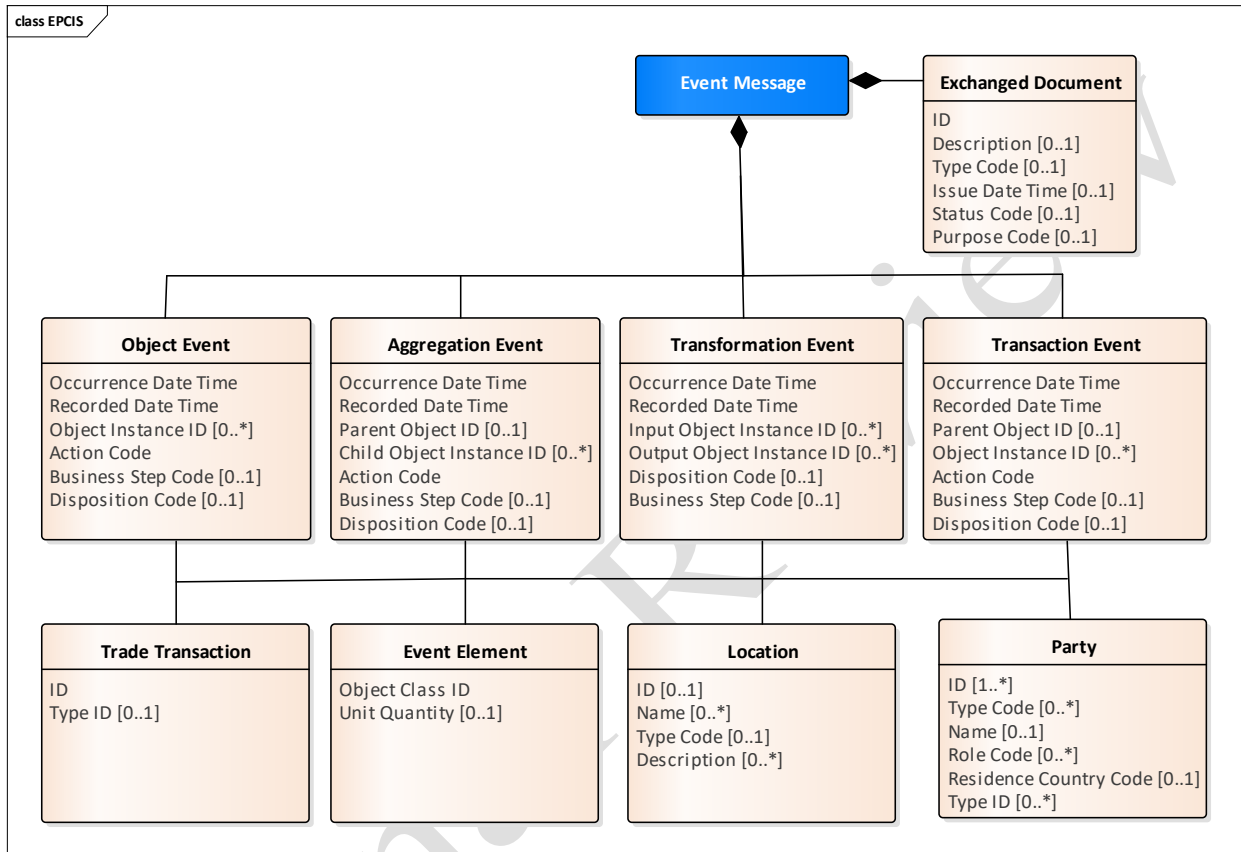 class EPCIS
Event Message
Exchanged Document
ID
Description [0..1]
Type Code [0..1]
Issue Date Time [0..1]
Status Code [0..1]
Purpose Code [0..1]
Object Event
Occurrence Date Time
Recorded Date Time
Object Instance ID [0..*]
Action Code
Business Step Code [0..1]
Disposition Code [0..1]
Aggregation Event
Occurrence Date Time
Recorded Date Time
Parent Object ID [0..1]
Child Object Instance ID [0..*]
Action Code
Business Step Code [0..1]
Disposition Code [0..1]
Transformation Event
Occurrence Date Time
Recorded Date Time
Input Object Instance ID [0..*]
Output Object Instance ID [0..*]
Disposition Code [0..1]
Business Step Code [0..1]
Transaction Event
Occurrence Date Time
Recorded Date Time
Parent Object ID [0..1]
Object Instance ID [0..*]
Action Code
Business Step Code [0..1]
Disposition Code [0..1]
Trade Transaction
ID
Type ID [0..1]
Event Element
Object Class ID
Unit Quantity [0..1]
Location
ID [0..1]
Name [0..*]
Type Code [0..1]
Description [0..*]
Party
ID [1..*]
Type Code [0..*]
Name [0..1]
Role Code [0..*]
Residence Country Code [0..1]
Type ID [0..*]